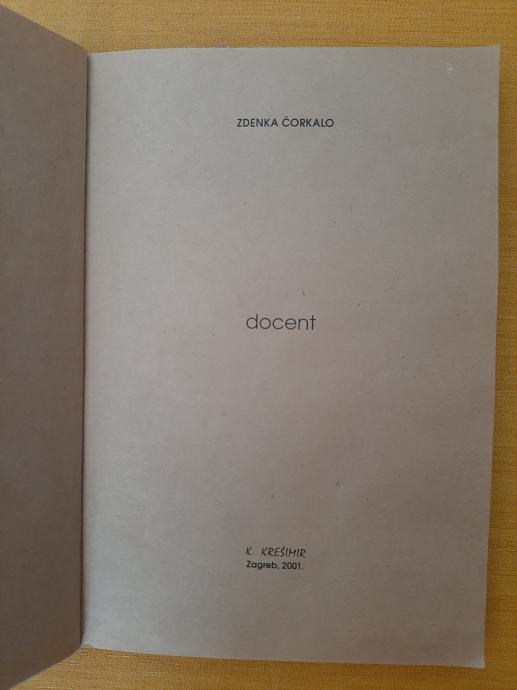 ZDENKA ČORKALO
docent
K. KREŠIMIR
Zagreb, 2001.